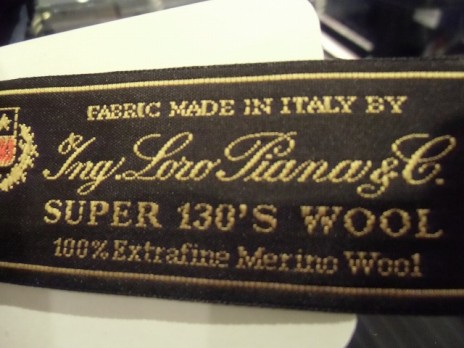 FABRIC MADE IN ITALY BY
Ing. Loro Piana & C.
SUPER 130'S WOOL
100% Extrafine Merino Wool